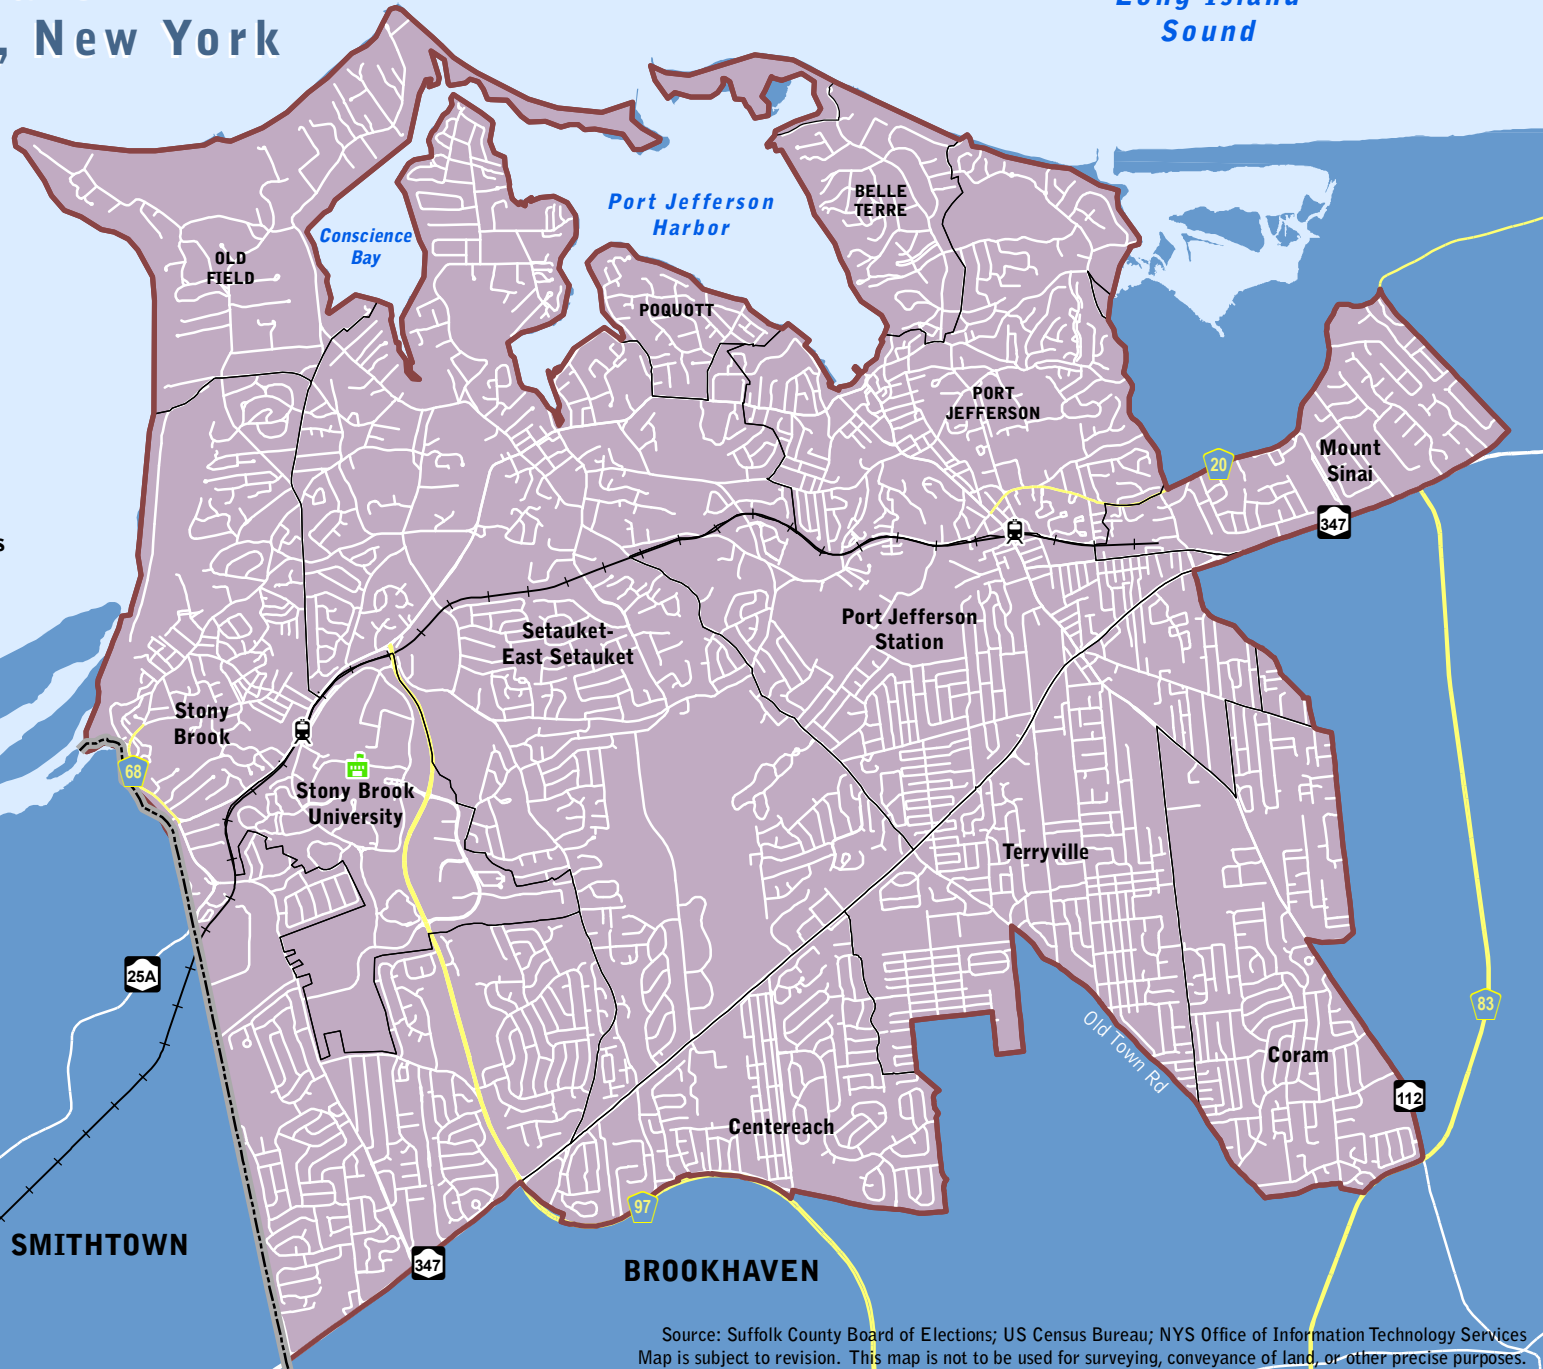 , New York
Long Island
Sound
Port Jefferson
Harbor
BELLE
TERRE
Conscience
Bay
OLD
FIELD
POQUOTT
PORT
JEFFERSON
Mount
Sinai
20
347
s
Port Jefferson
Station
Setauket-
East Setauket
Stony
Brook
68
Stony Brook
University
Terryville
25A
83
Old Town Rd
Coram
112
Centereach
97
SMITHTOWN
347
BROOKHAVEN
Source: Suffolk County Board of Elections; US Census Bureau; NYS Office of Information Technology Services
Map is subject to revision. This map is not to be used for surveying, conveyance of land, or other precise purposes.